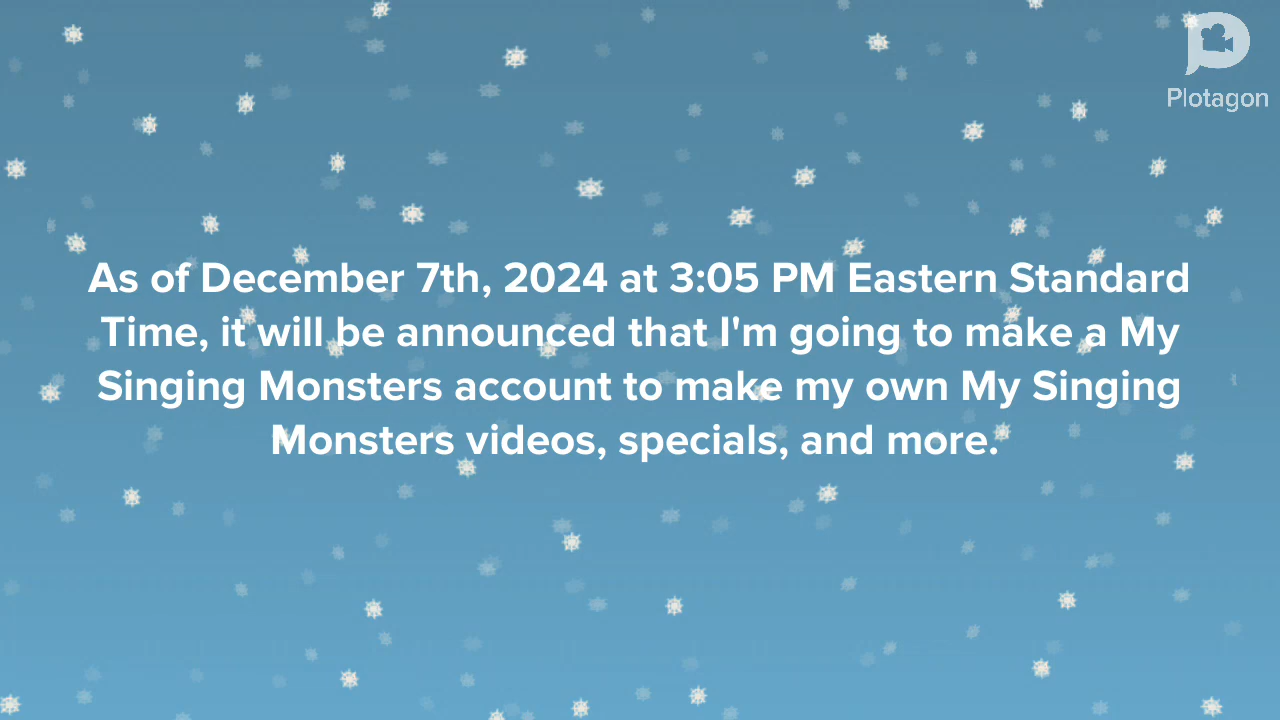 Plotagon
As of December 7th, 2024 at 3:05 PM Eastern Standard
Time, it will be announced that I'm going to make a My
Singing Monsters account to make my own My Singing
Monsters videos, specials, and more.